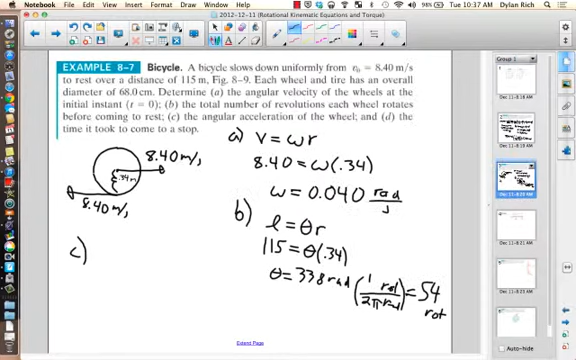 Notebook File Edit View Insert Format Tools Draw Window Help
Tue 10:37 AM Dylan Rich
2012-12-11 (Rotational Kinematic Equations and Torque)
EXAMPLE 8–7 Bicycle. A bicycle slows down uniformly from v₀ = 8.40 m/s
to rest over a distance of 115 m, Fig. 8–9. Each wheel and tire has an overall
diameter of 68.0 cm. Determine (a) the angular velocity of the wheels at the
initial instant (t = 0); (b) the total number of revolutions each wheel rotates
before coming to rest; (c) the angular acceleration of the wheel; and (d) the
time it took to come to a stop.
a) v = ωr
8.40 = ω(.34)
ω = 0.040 rad/s
8.40 m/s
.34 m
8.40 m/s
b) l = θr
115 = θ(.34)
θ = 338 rad (1 rot / 2π rad) = 54
rot
c)
Extend Page
Group 1
Dec 11-8:18 AM
Dec 11-8:19 AM
Dec 11-8:20 AM
Dec 11-8:23 AM
Dec 11-8:25 AM
Auto-Hide